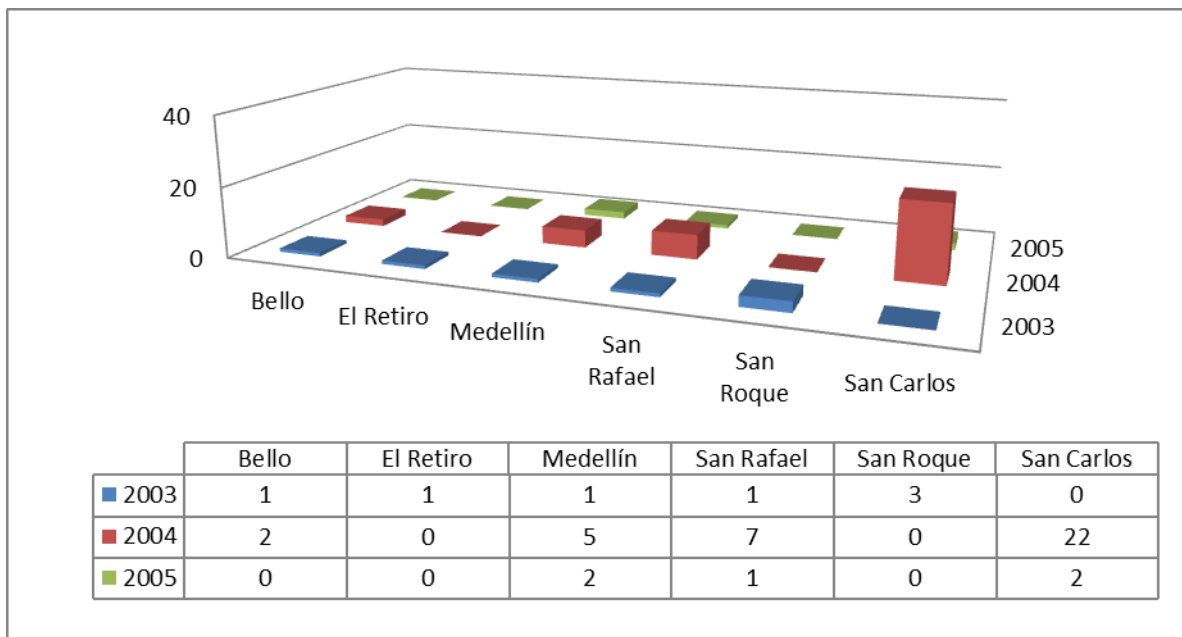 40
20
0
Bello
El Retiro
Medellín
San
Rafael
San
Roque
San Carlos
2005
2004
2003
Bello El Retiro Medellín San Rafael San Roque San Carlos
2003 1 1 1 1 3 0
2004 2 0 5 7 0 22
2005 0 0 2 1 0 2